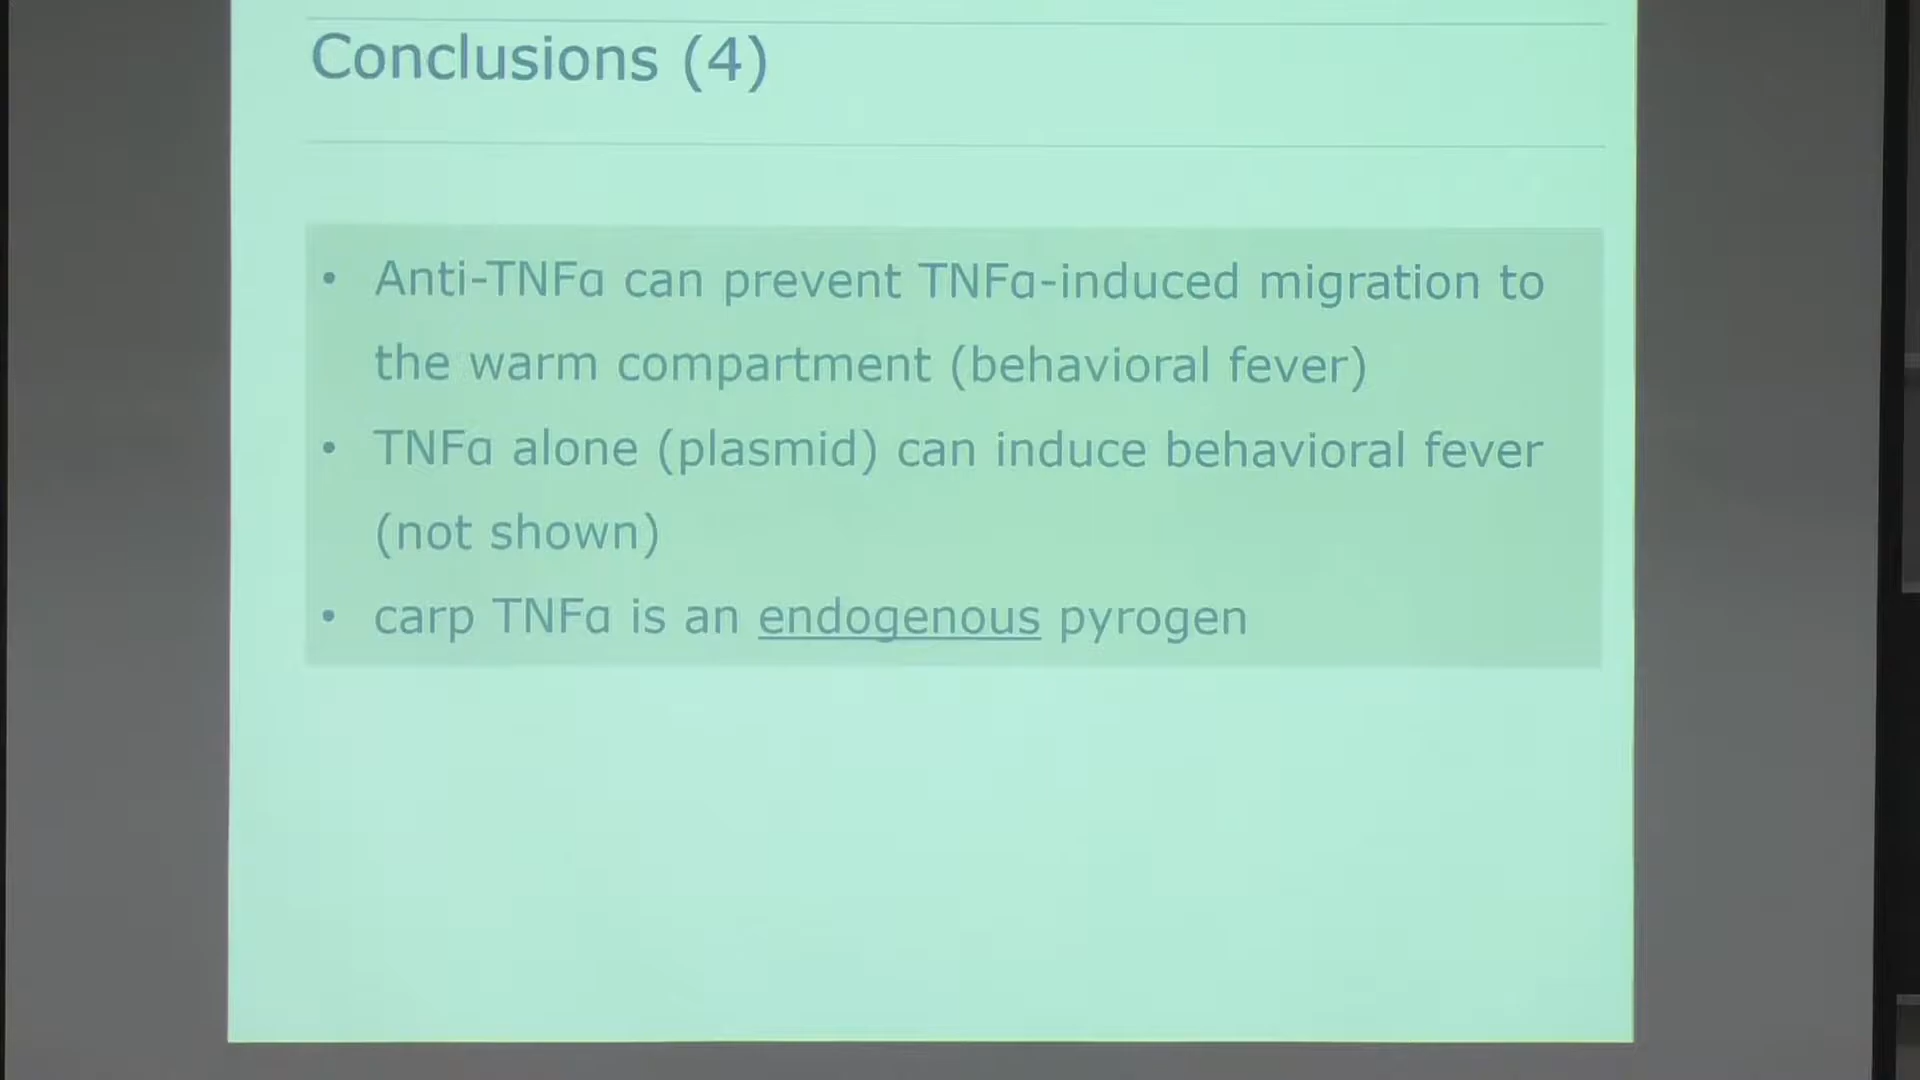 Conclusions (4)
• Anti-TNFα can prevent TNFα-induced migration to
the warm compartment (behavioral fever)
• TNFα alone (plasmid) can induce behavioral fever
(not shown)
• carp TNFα is an endogenous pyrogen